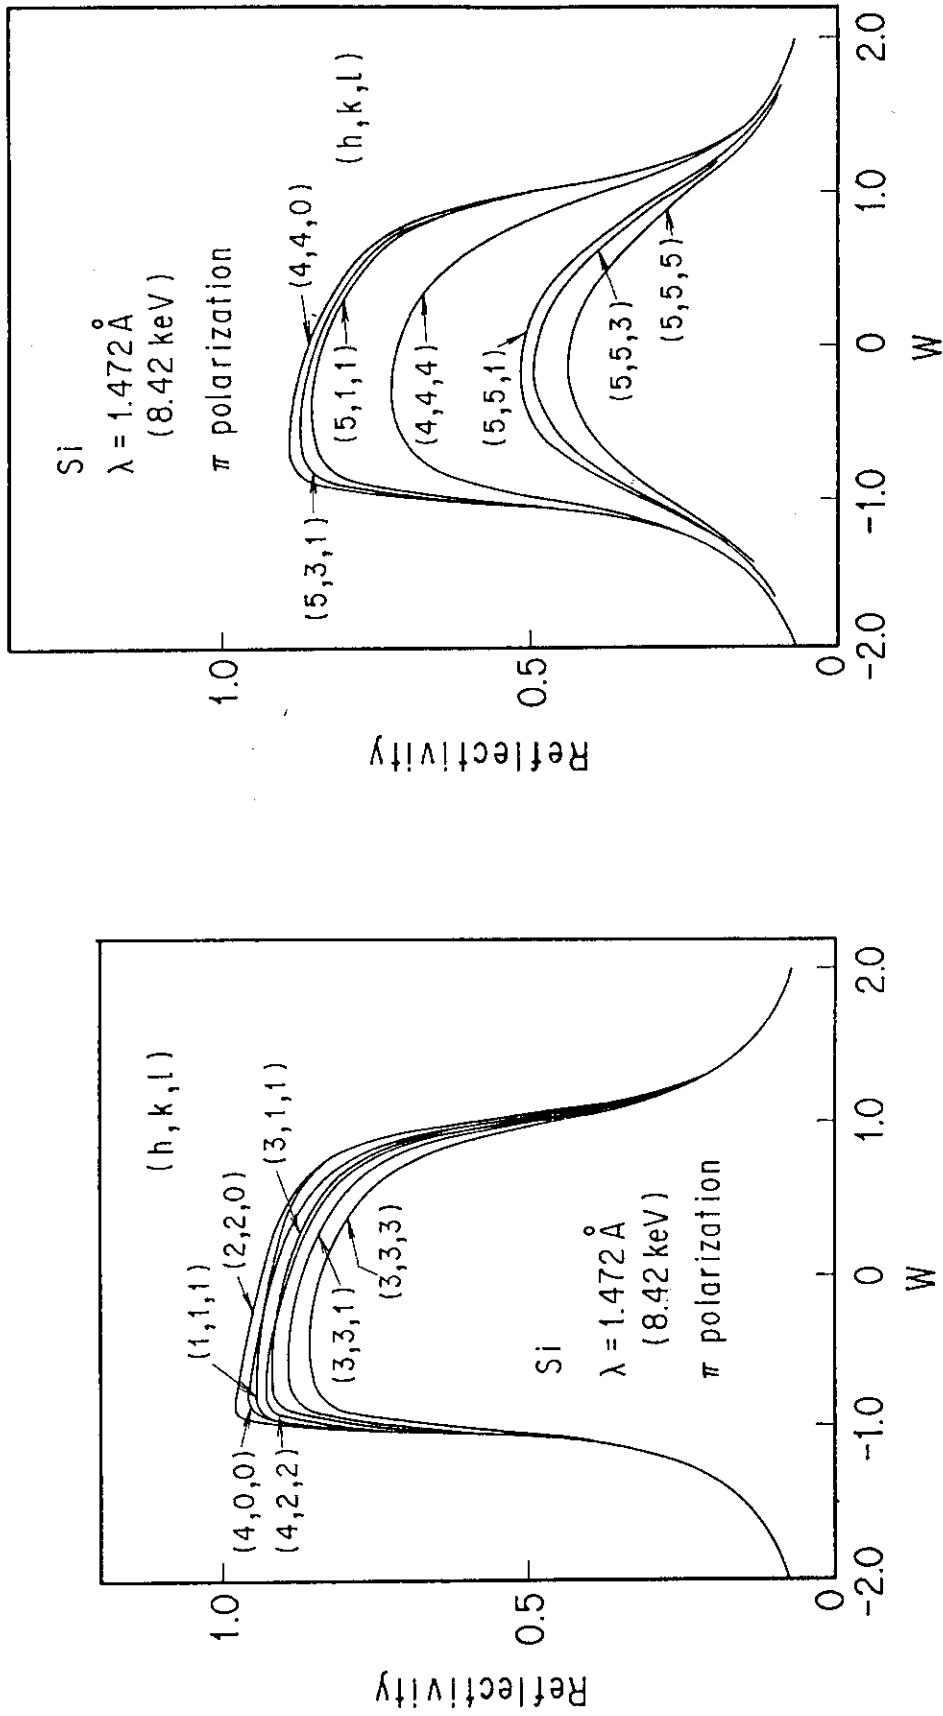 1.0
0.5
0
Reflectivity
-2.0
-1.0
0
1.0
2.0
W
(h,k,l)
(1,1,1)
(2,2,0)
(3,1,1)
(4,0,0)
(4,2,2)
(3,3,1)
(3,3,3)
Si
λ = 1.472 Å
(8.42 keV)
π polarization
1.0
0.5
0
Reflectivity
-2.0
-1.0
0
1.0
2.0
W
Si
λ = 1.472 Å
(8.42 keV)
π polarization
(h,k,l)
(4,4,0)
(5,3,1)
(5,1,1)
(4,4,4)
(5,5,1)
(5,5,3)
(5,5,5)